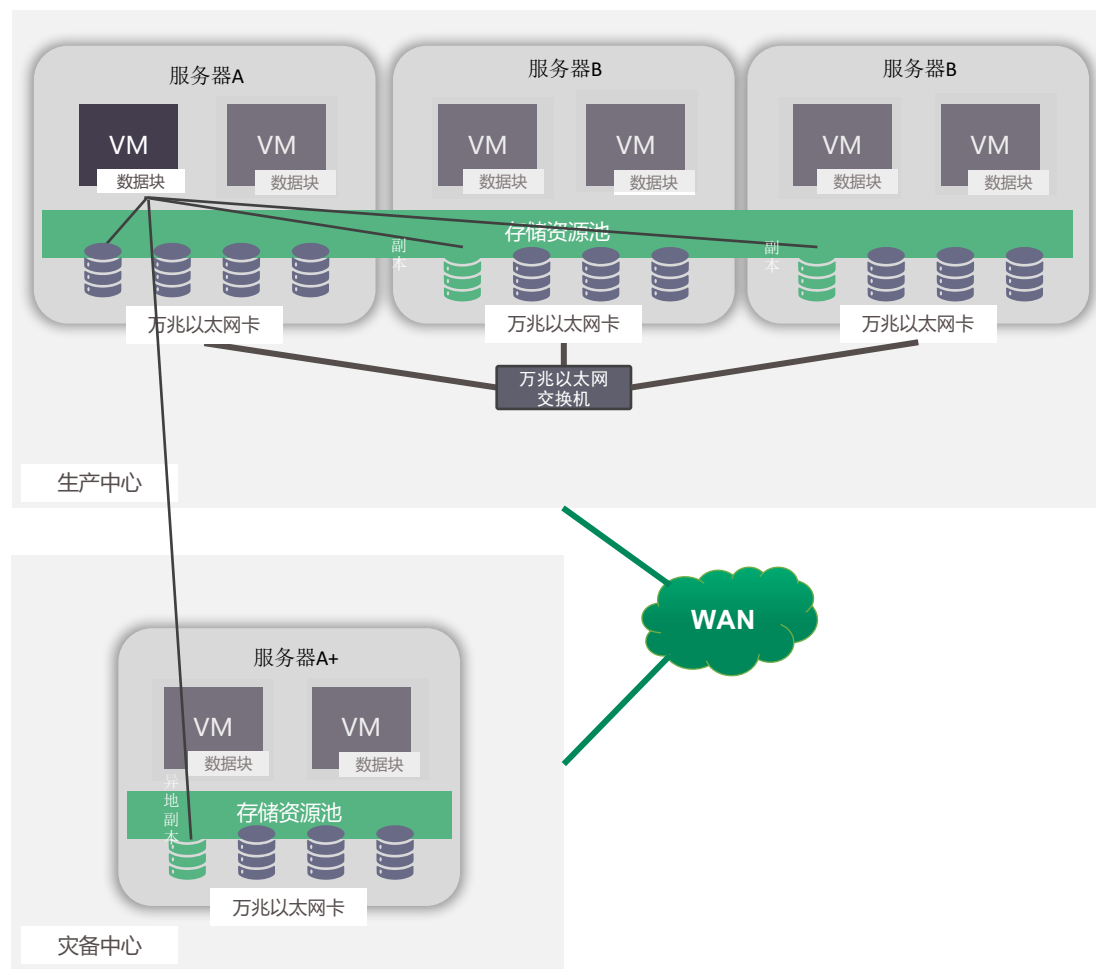 服务器A
服务器B
服务器B
VM
VM
VM
VM
VM
VM
数据块
数据块
数据块
数据块
数据块
数据块
存储资源池
副
本
副
本
万兆以太网卡
万兆以太网卡
万兆以太网卡
万兆以太网
交换机
生产中心
WAN
服务器A+
VM
VM
数据块
数据块
异
地
副
本
存储资源池
万兆以太网卡
灾备中心